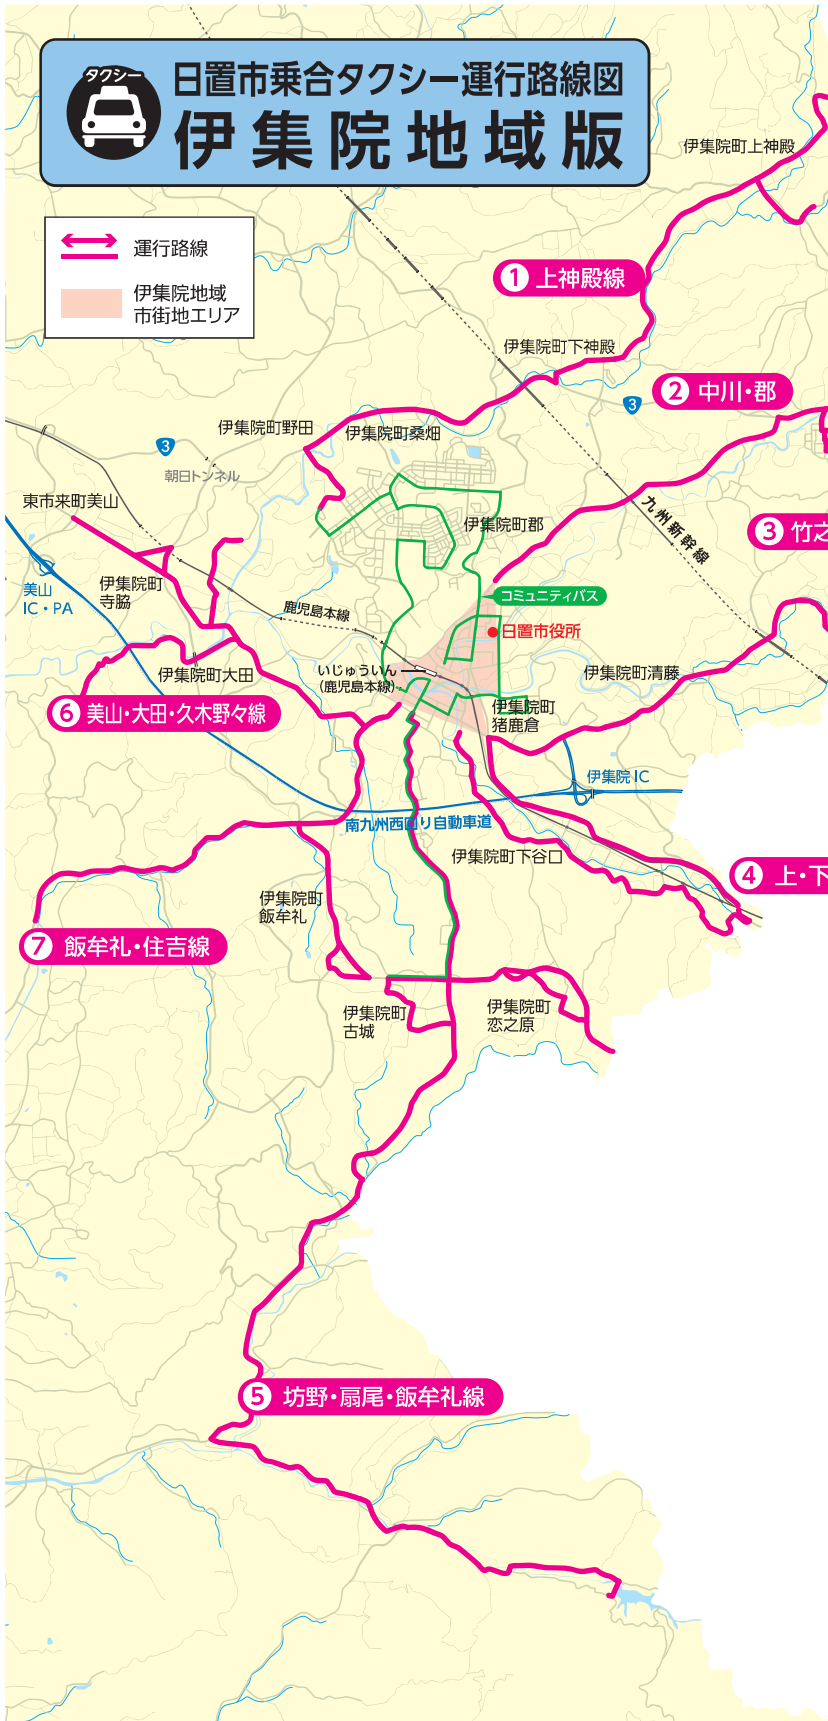 タクシー
日置市乗合タクシー運行路線図
伊集院地域版
運行路線
伊集院地域
市街地エリア
伊集院町上神殿
① 上神殿線
伊集院町下神殿
② 中川・郡
3
伊集院町野田
伊集院町桑畑
3
朝日トンネル
東市来町美山
伊集院町郡
九州新幹線
③ 竹之
美山
IC・PA
伊集院町
寺脇
鹿児島本線
コミュニティバス
日置市役所
いじゅういん
(鹿児島本線)
伊集院町大田
伊集院町清藤
⑥ 美山・大田・久木野々線
伊集院町
猪鹿倉
伊集院IC
南九州西回り自動車道
伊集院町下谷口
④ 上・下
伊集院町
飯牟礼
⑦ 飯牟礼・住吉線
伊集院町
古城
伊集院町
恋之原
⑤ 坊野・扇尾・飯牟礼線